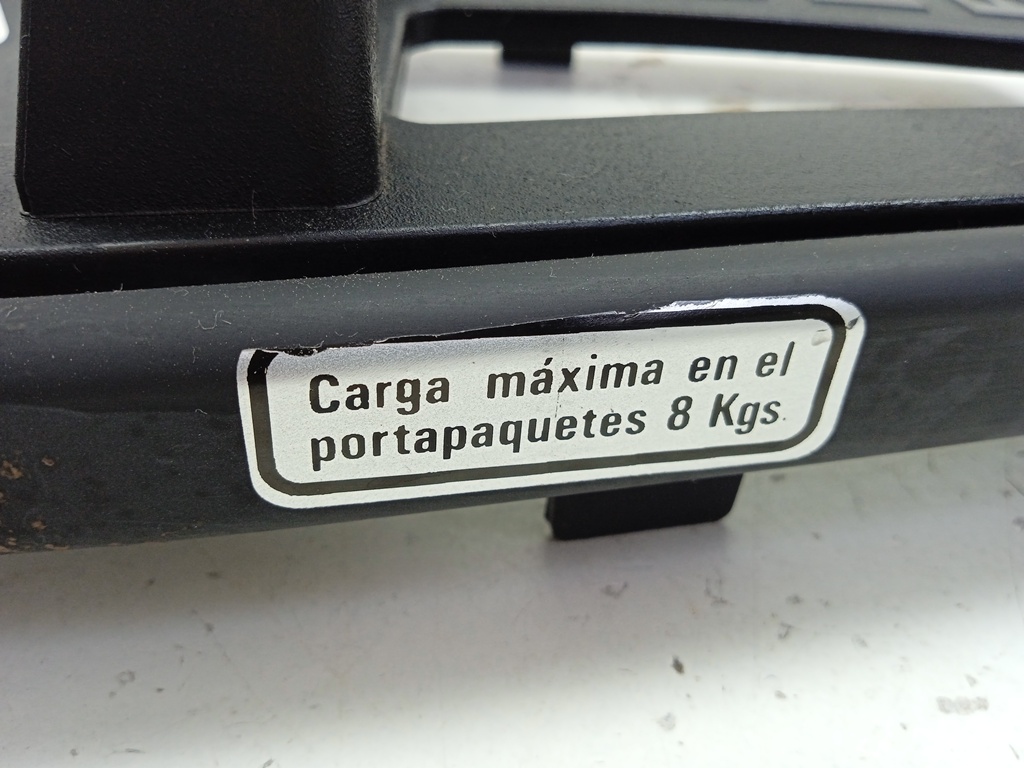 Carga máxima en el
portapaquetes 8 Kgs.